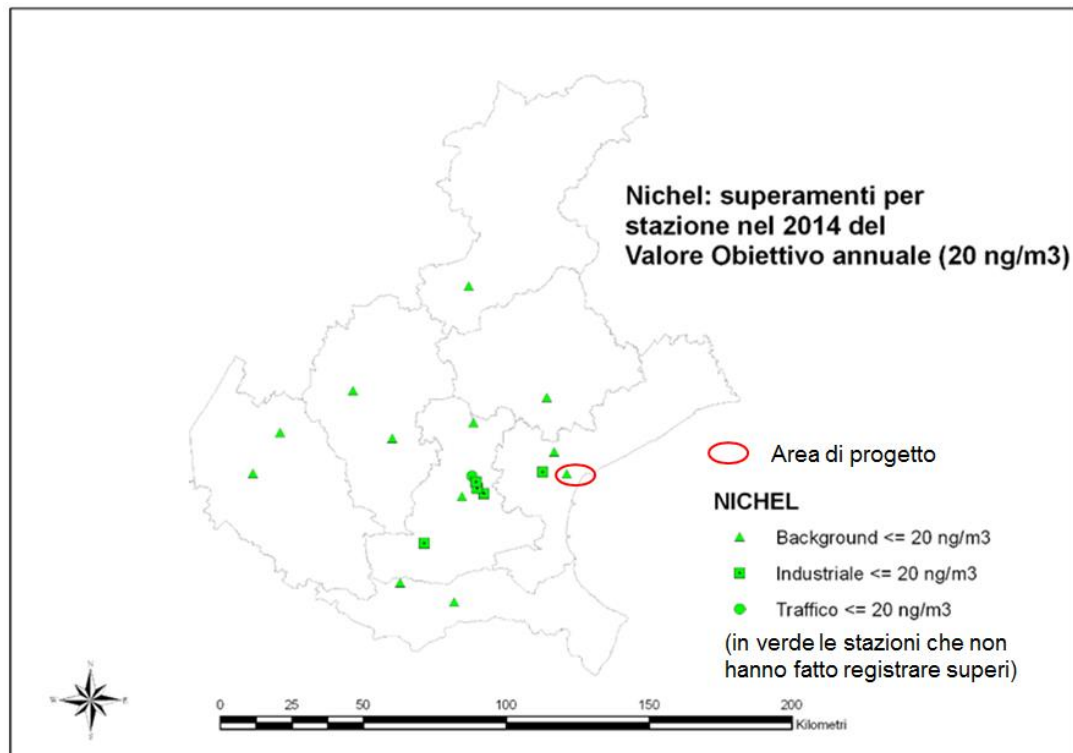 Nichel: superamenti per
stazione nel 2014 del
Valore Obiettivo annuale (20 ng/m3)
Area di progetto
NICHEL
Background <= 20 ng/m3
Industriale <= 20 ng/m3
Traffico <= 20 ng/m3
(in verde le stazioni che non
hanno fatto registrare superi)
N
W E
S
0 50 100 150 200
Kilometri